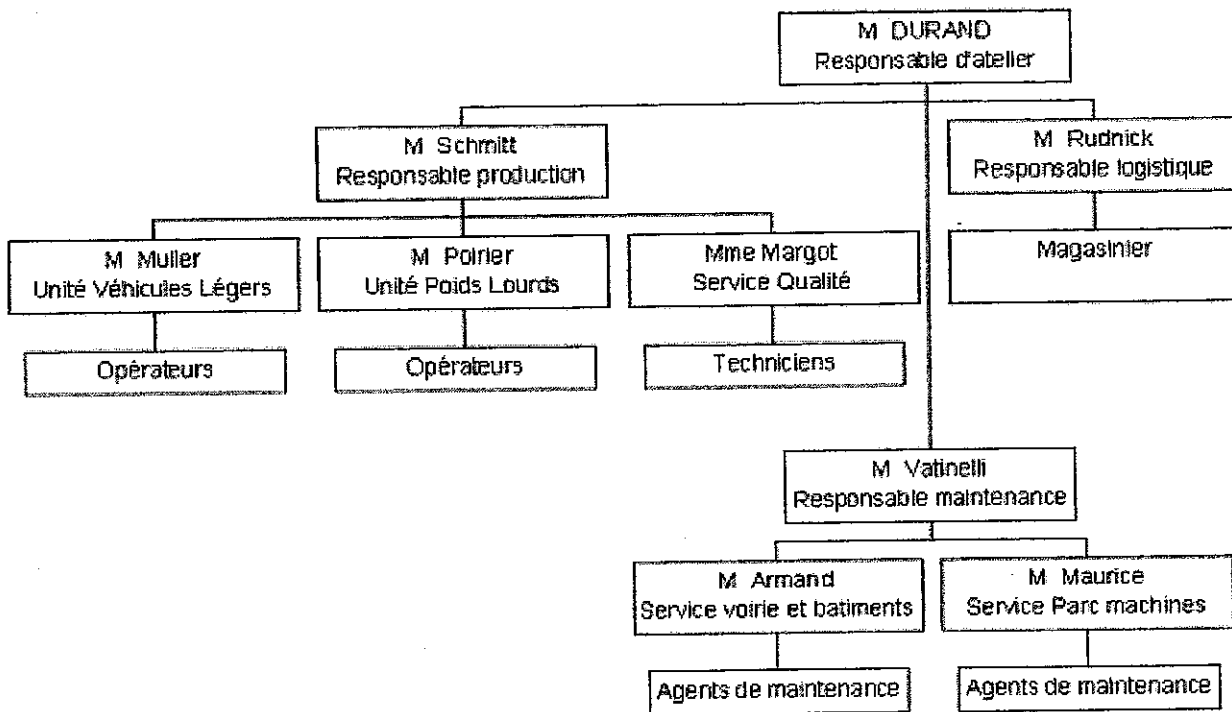 M DURAND
Responsable d'atelier
M Schmitt
Responsable production
M Rudnick
Responsable logistique
M Muller
Unité Véhicules Légers
M Poirier
Unité Poids Lourds
Mme Margot
Service Qualité
Magasinier
Opérateurs
Opérateurs
Techniciens
M Vatinelli
Responsable maintenance
M Armand
Service voirie et batiments
M Maurice
Service Parc machines
Agents de maintenance
Agents de maintenance